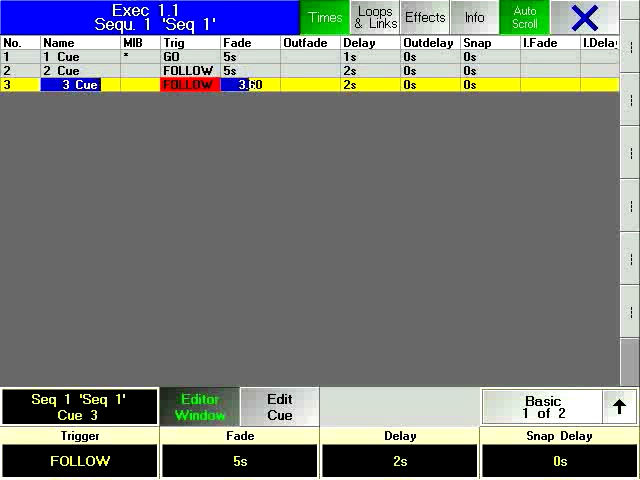 Exec 1.1
Sequ. 1 'Seq 1'
Times
Loops
& Links
Effects
Info
Auto
Scroll
No. Name MIB Trig Fade Outfade Delay Outdelay Snap I.Fade I.Delay
1 1 Cue * GO 5s 1s 0s 0s
2 2 Cue FOLLOW 5s 2s 0s 0s
3 3 Cue FOLLOW 2s 0s 0s
Seq 1 'Seq 1'
Cue 3
Editor
Window
Edit
Cue
Basic
1 of 2
Trigger Fade Delay Snap Delay
FOLLOW 5s 2s 0s